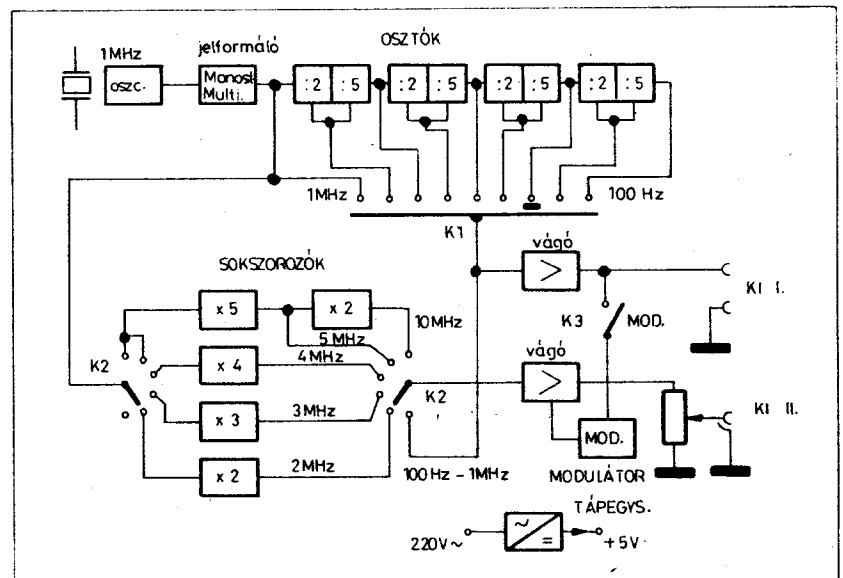 jelformáló
OSZTÓK
1MHz
oszc.
Monost.
Multi.
:2 :5 :2 :5 :2 :5 :2 :5
1MHz
100 Hz
K1
vágó
>
KI I.
K3
MOD.
SOKSZOROZÓK
x 5
x 2
10MHz
5 MHz
K2
x 4
4MHz
x 3
3MHz
K2
x 2
2MHz
100Hz - 1MHz
vágó
>
KI II.
MOD.
MODULÁTOR
TÁPEGYS.
220V~
~
=
+5V